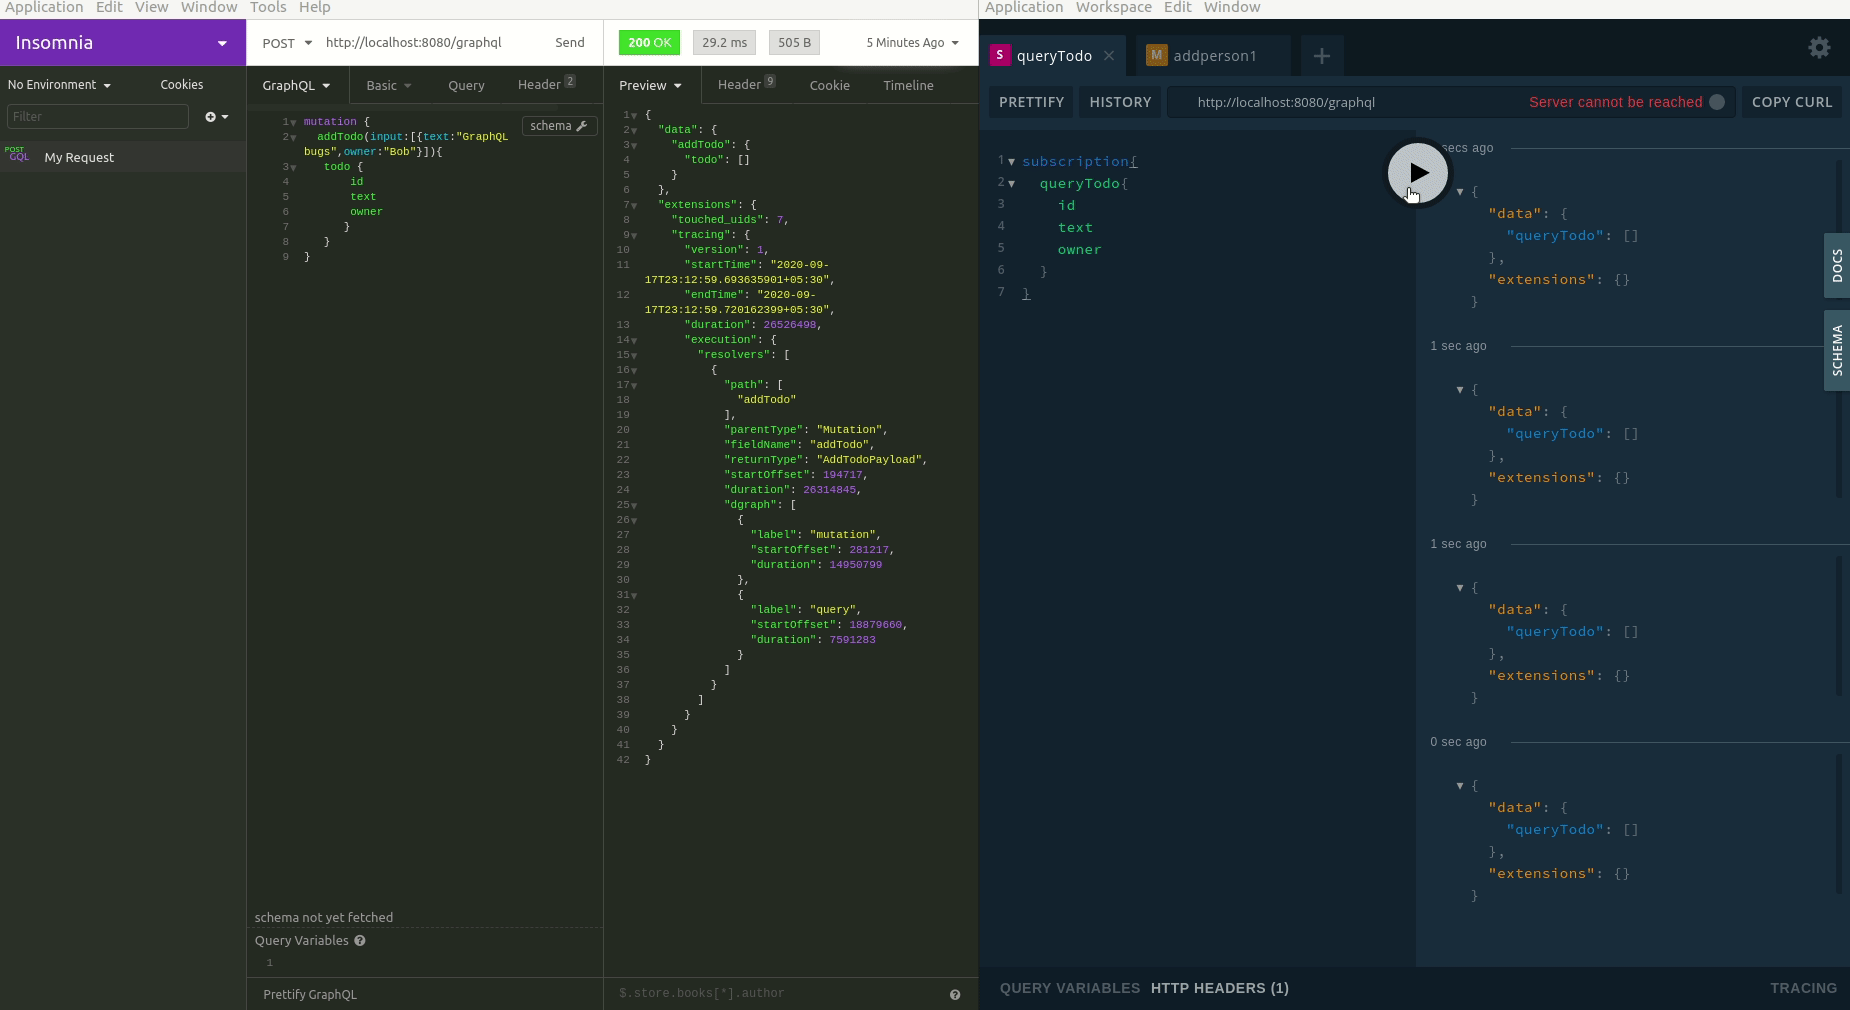 Application Edit View Window Tools Help
Insomnia
No Environment Cookies
Filter
POST GQL My Request
POST http://localhost:8080/graphql Send
GraphQL Basic Query Header 2
schema
1 mutation {
2 addTodo(input:[{text:"GraphQL
bugs",owner:"Bob"}]){
3 todo {
4 id
5 text
6 owner
7 }
8 }
9 }
schema not yet fetched
Query Variables ?
1
Prettify GraphQL
200 OK 29.2 ms 505 B 5 Minutes Ago
Preview Header 9 Cookie Timeline
1 {
2 "data": {
3 "addTodo": {
4 "todo": []
5 }
6 },
7 "extensions": {
8 "touched_uids": 7,
9 "tracing": {
10 "version": 1,
11 "startTime": "2020-09-
17T23:12:59.693635901+05:30",
12 "endTime": "2020-09-
17T23:12:59.720162399+05:30",
13 "duration": 26526498,
14 "execution": {
15 "resolvers": [
16 {
17 "path": [
18 "addTodo"
19 ],
20 "parentType": "Mutation",
21 "fieldName": "addTodo",
22 "returnType": "AddTodoPayload",
23 "startOffset": 194717,
24 "duration": 26314845,
25 "dgraph": [
26 {
27 "label": "mutation",
28 "startOffset": 281217,
29 "duration": 14950799
30 },
31 {
32 "label": "query",
33 "startOffset": 18879660,
34 "duration": 7591283
35 }
36 ]
37 }
38 ]
39 }
40 }
41 }
42 }
$.store.books[*].author ?
Application Workspace Edit Window
S queryTodo × M addperson1 +
PRETTIFY HISTORY http://localhost:8080/graphql Server cannot be reached COPY CURL
1 subscription{
2 queryTodo{
3 id
4 text
5 owner
6 }
7 }
secs ago
{
"data": {
"queryTodo": []
},
"extensions": {}
}
1 sec ago
{
"data": {
"queryTodo": []
},
"extensions": {}
}
1 sec ago
{
"data": {
"queryTodo": []
},
"extensions": {}
}
0 sec ago
{
"data": {
"queryTodo": []
},
"extensions": {}
}
DOCS
SCHEMA
QUERY VARIABLES HTTP HEADERS (1) TRACING